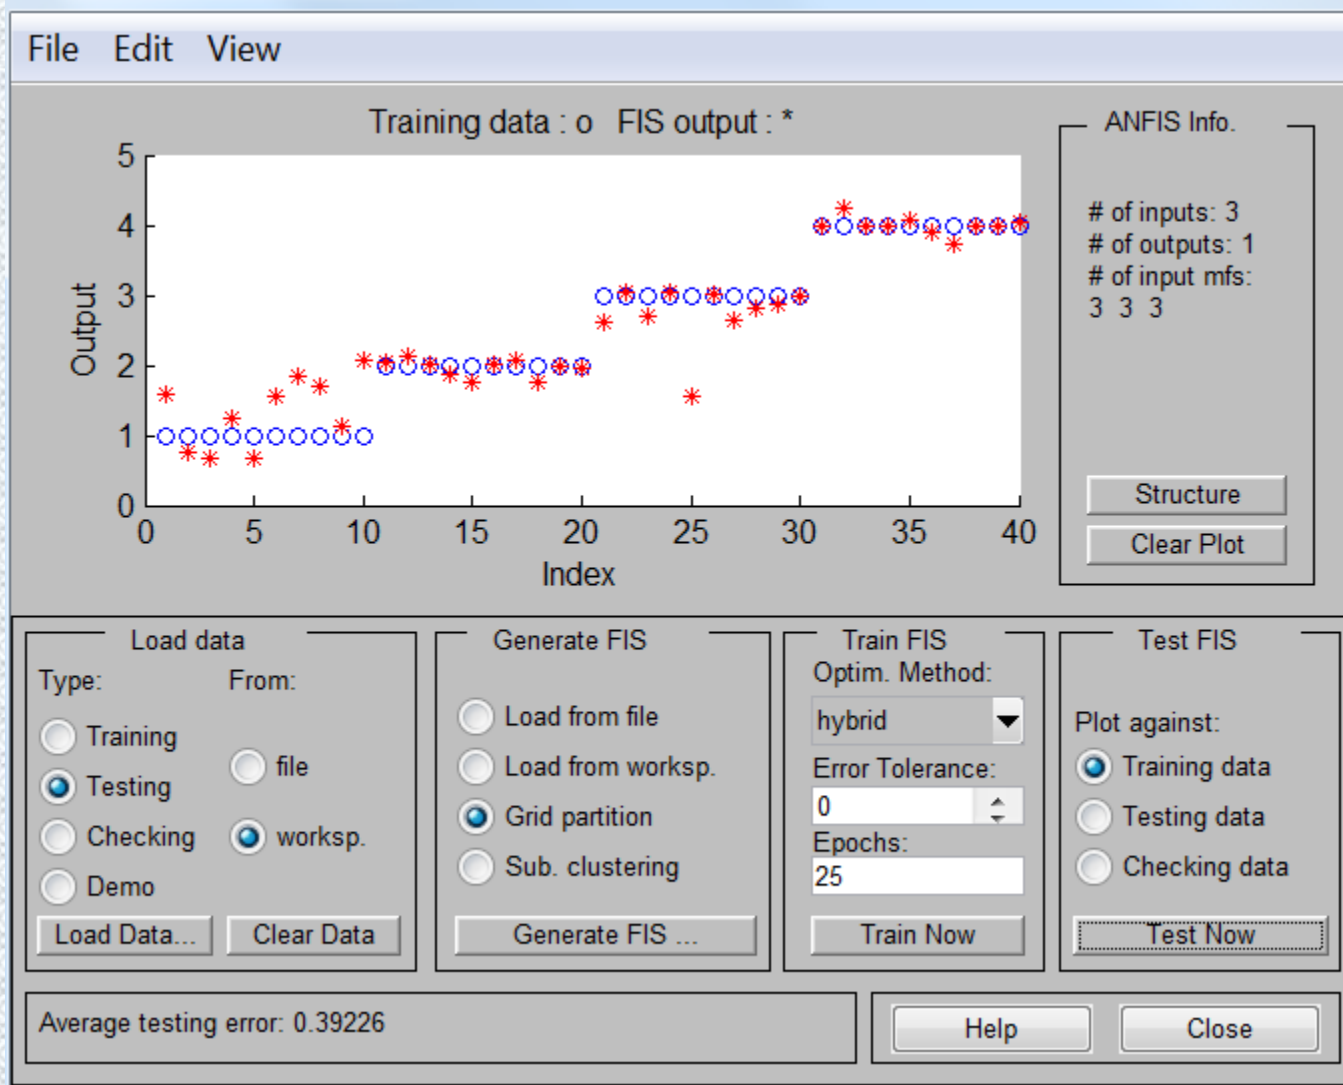 File Edit View
Training data : o FIS output : *
ANFIS Info.
5
4
3
2
1
0
Output
0 5 10 15 20 25 30 35 40
Index
# of inputs: 3
# of outputs: 1
# of input mfs:
3 3 3
Structure
Clear Plot
Load data
Type: From:
Training
file
Testing
Checking
worksp.
Demo
Load Data... Clear Data
Generate FIS
Load from file
Load from worksp.
Grid partition
Sub. clustering
Generate FIS ...
Train FIS
Optim. Method:
hybrid
Error Tolerance:
0
Epochs:
25
Train Now
Test FIS
Plot against:
Training data
Testing data
Checking data
Test Now
Average testing error: 0.39226
Help Close